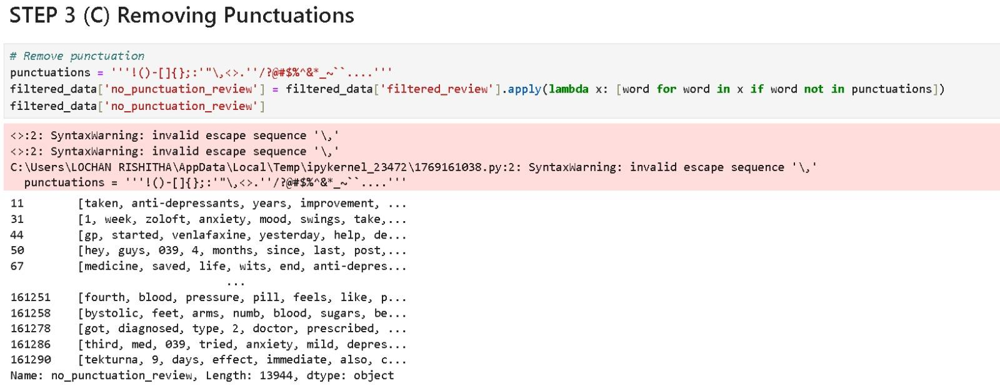 STEP 3 (C) Removing Punctuations
# Remove punctuation
punctuations = '''!()-[]{};:'"\,<>.''/?@#$%^&*_~``....'''
filtered_data['no_punctuation_review'] = filtered_data['filtered_review'].apply(lambda x: [word for word in x if word not in punctuations])
filtered_data['no_punctuation_review']
<>:2: SyntaxWarning: invalid escape sequence '\,'
<>:2: SyntaxWarning: invalid escape sequence '\,'
C:\Users\LOCHAN RISHITHA\AppData\Local\Temp\ipykernel_23472\1769161038.py:2: SyntaxWarning: invalid escape sequence '\,'
  punctuations = '''!()-[]{};:'"\,<>.''/?@#$%^&*_~``....'''
11        [taken, anti-depressants, years, improvement, ...
31        [1, week, zoloft, anxiety, mood, swings, take,...
44        [gp, started, venlafaxine, yesterday, help, de...
50        [hey, guys, 039, 4, months, since, last, post,...
67        [medicine, saved, life, wits, end, anti-depres...
...
161251    [fourth, blood, pressure, pill, feels, like, p...
161258    [bystolic, feet, arms, numb, blood, sugars, be...
161278    [got, diagnosed, type, 2, doctor, prescribed, ...
161286    [third, med, 039, tried, anxiety, mild, depres...
161290    [tekturna, 9, days, effect, immediate, also, c...
Name: no_punctuation_review, Length: 13944, dtype: object